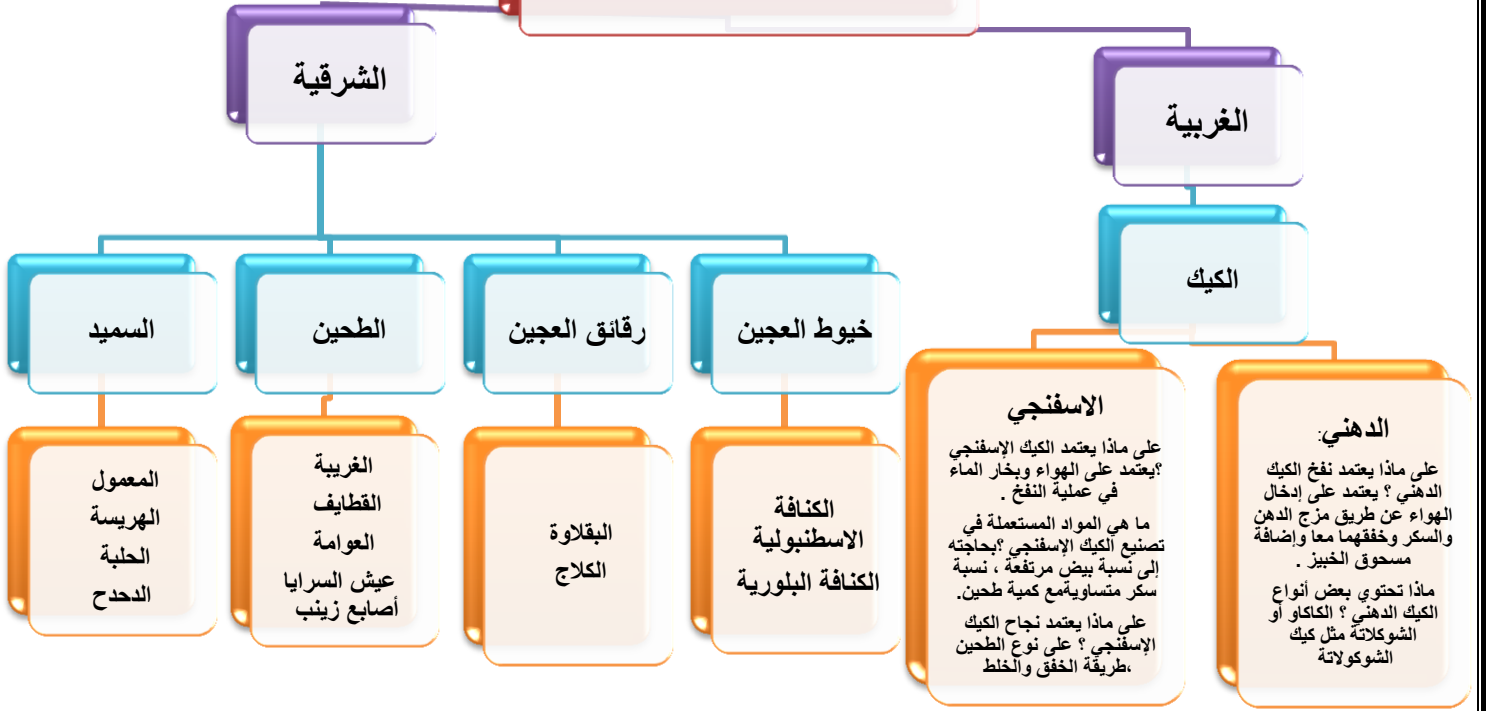 الغربية
الشرقية
الكيك
خيوط العجين
رقائق العجين
الطحين
السميد
الدهني:
على ماذا يعتمد نفخ الكيك
الدهني ؟ يعتمد على إدخال
الهواء عن طريق مزج الدهن
والسكر وخفقهما معا وإضافة
مسحوق الخبيز .
ماذا تحتوي بعض أنواع
الكيك الدهني ؟ الكاكاو أو
الشوكلاتة مثل كيك
الشوكولاتة
الاسفنجي
على ماذا يعتمد الكيك الإسفنجي
؟يعتمد على الهواء وبخار الماء
في عملية النفخ .
ما هي المواد المستعملة في
تصنيع الكيك الإسفنجي ؟بحاجته
إلى نسبة بيض مرتفعة ، نسبة
سكر متساويةمع كمية طحين.
على ماذا يعتمد نجاح الكيك
الإسفنجي ؟ على نوع الطحين
،طريقة الخفق والخلط
الكنافة
الاسطنبولية
الكنافة البلورية
البقلاوة
الكلاج
الغريبة
القطايف
العوامة
عيش السرايا
أصابع زينب
المعمول
الهريسة
الحلبة
الدحدح